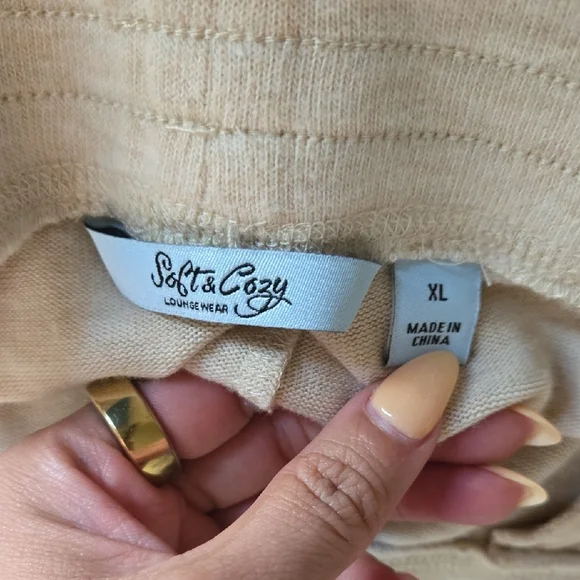 Soft & Cozy
LOUNGEWEAR
XL
MADE IN
CHINA